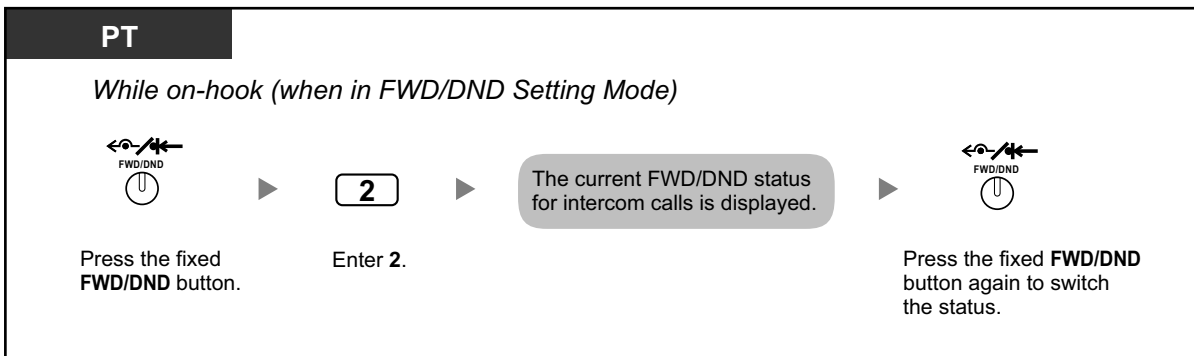 PT
While on-hook (when in FWD/DND Setting Mode)
FWD/DND
Press the fixed
FWD/DND button.
2
Enter 2.
The current FWD/DND status
for intercom calls is displayed.
FWD/DND
Press the fixed FWD/DND
button again to switch
the status.